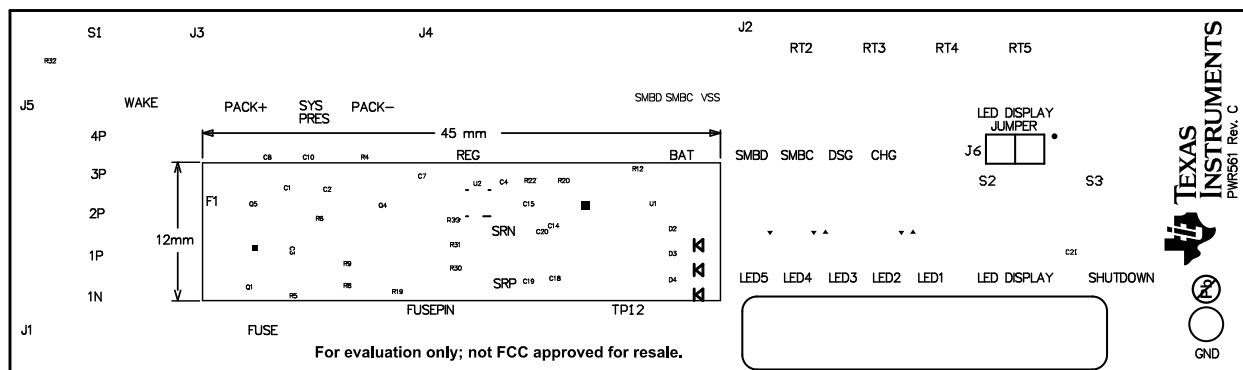 S1
J3
J4
J2
RT2
RT3
RT4
RT5
R32
J5
WAKE
PACK+
SYS
PRES
PACK−
SMBD SMBC VSS
LED DISPLAY
JUMPER
J6
4P
45 mm
C8
C10
R4
REG
BAT
SMBD
SMBC
DSG
CHG
3P
C7
R12
C1
C2
U2
C4
R22
R20
S2
S3
F1
Q5
Q4
C15
U1
2P
R6
R33
SRN
C20
C14
D2
12mm
C3
R31
D3
C21
1P
R9
R30
SRP
C19
C18
D4
LED5
LED4
LED3
LED2
LED1
LED DISPLAY
SHUTDOWN
Q1
R5
R8
R19
1N
FUSEPIN
TP12
J1
FUSE
For evaluation only; not FCC approved for resale.
TEXAS
INSTRUMENTS
PWR561 Rev. C
Pb
GND